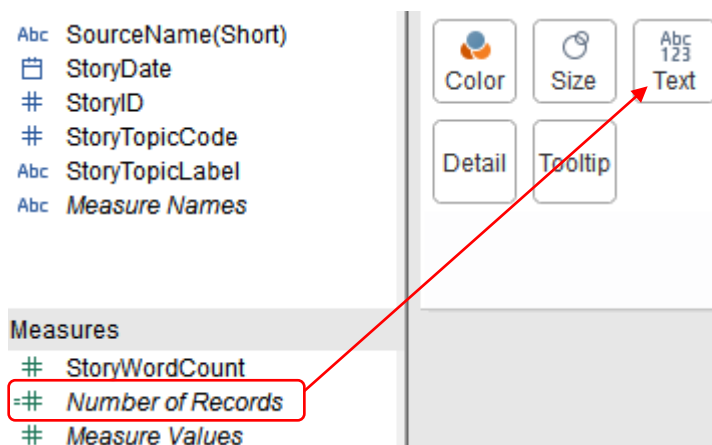 Abc SourceName(Short)
StoryDate
# StoryID
# StoryTopicCode
Abc StoryTopicLabel
Abc Measure Names
Measures
# StoryWordCount
=# Number of Records
# Measure Values
Color
Size
Abc
123
Text
Detail
Tooltip